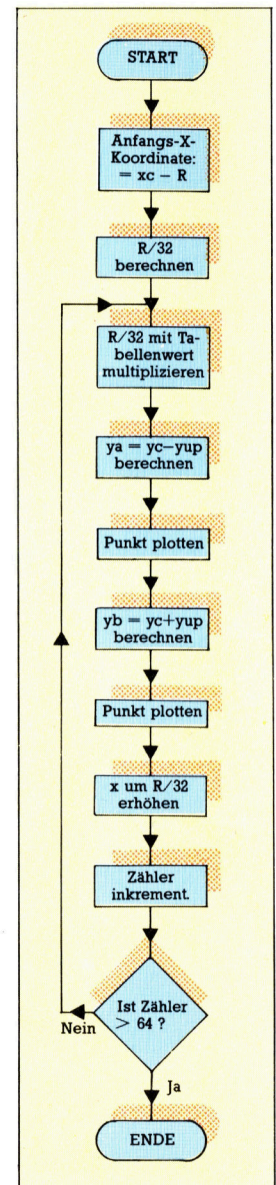 START
Anfangs-X-
Koordinate:
= xc – R
R/32
berechnen
R/32 mit Ta-
bellenwert
multiplizieren
ya = yc–yup
berechnen
Punkt plotten
yb = yc+yup
berechnen
Punkt plotten
x um R/32
erhöhen
Zähler
inkrement.
Ist Zähler
> 64 ?
Nein
Ja
ENDE